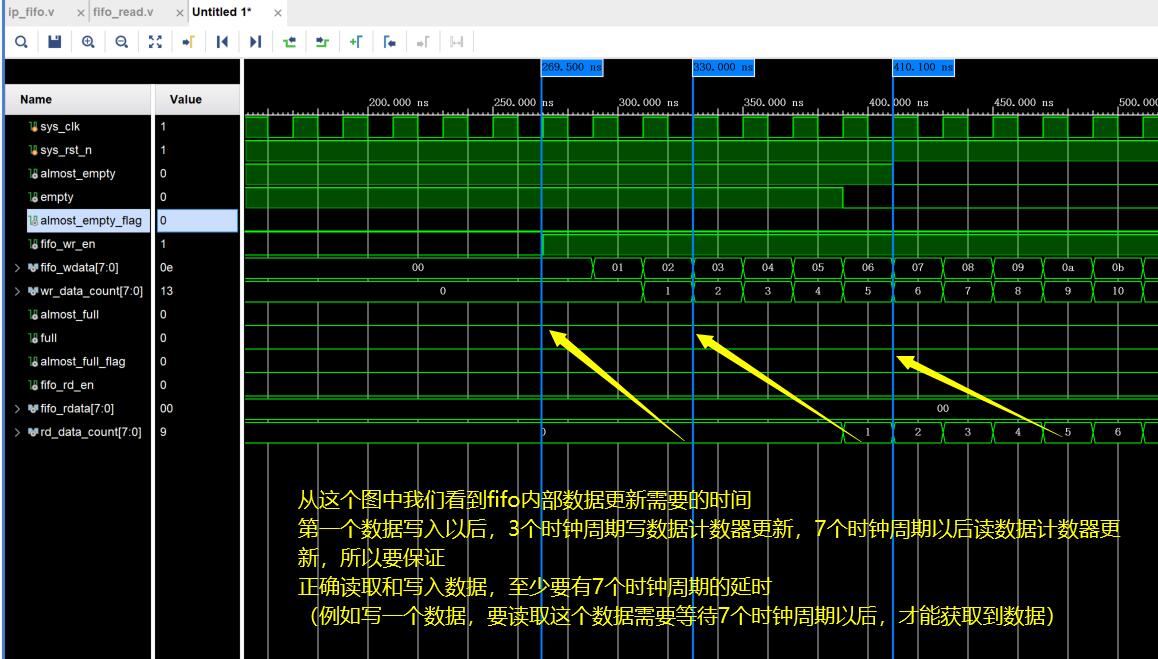 ip_fifo.v × fifo_read.v × Untitled 1* ×
269.500 ns 330.000 ns 410.100 ns
Name Value
200.000 ns 250.000 ns 300.000 ns 350.000 ns 400.000 ns 450.000 ns 500.00
sys_clk 1
sys_rst_n 1
almost_empty 0
empty 0
almost_empty_flag 0
fifo_wr_en 1
fifo_wdata[7:0] 0e 00 01 02 03 04 05 06 07 08 09 0a 0b
wr_data_count[7:0] 13 0 1 2 3 4 5 6 7 8 9 10
almost_full 0
full 0
almost_full_flag 0
fifo_rd_en 0
fifo_rdata[7:0] 00 00
rd_data_count[7:0] 9 0 1 2 3 4 5 6
从这个图中我们看到fifo内部数据更新需要的时间
第一个数据写入以后，3个时钟周期写数据计数器更新，7个时钟周期以后读数据计数器更
新，所以要保证
正确读取和写入数据，至少要有7个时钟周期的延时
（例如写一个数据，要读取这个数据需要等待7个时钟周期以后，才能获取到数据）